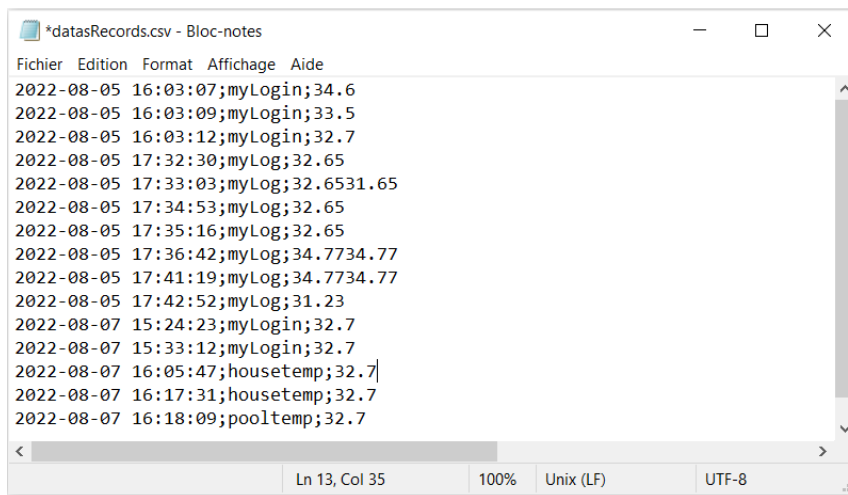 *datasRecords.csv - Bloc-notes
Fichier Edition Format Affichage Aide
2022-08-05 16:03:07;myLogin;34.6
2022-08-05 16:03:09;myLogin;33.5
2022-08-05 16:03:12;myLogin;32.7
2022-08-05 17:32:30;myLog;32.65
2022-08-05 17:33:03;myLog;32.6531.65
2022-08-05 17:34:53;myLog;32.65
2022-08-05 17:35:16;myLog;32.65
2022-08-05 17:36:42;myLog;34.7734.77
2022-08-05 17:41:19;myLog;34.7734.77
2022-08-05 17:42:52;myLog;31.23
2022-08-07 15:24:23;myLogin;32.7
2022-08-07 15:33:12;myLogin;32.7
2022-08-07 16:05:47;housetemp;32.7
2022-08-07 16:17:31;housetemp;32.7
2022-08-07 16:18:09;pooltemp;32.7
Ln 13, Col 35 100% Unix (LF) UTF-8